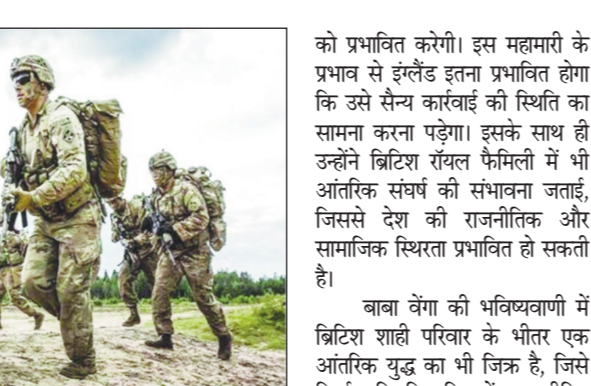 को प्रभावित करेगी। इस महामारी के
प्रभाव से इंग्लैंड इतना प्रभावित होगा
कि उसे सैन्य कार्रवाई की स्थिति का
सामना करना पड़ेगा। इसके साथ ही
उन्होंने ब्रिटिश रॉयल फैमिली में भी
आंतरिक संघर्ष की संभावना जताई,
जिससे देश की राजनीतिक और
सामाजिक स्थिरता प्रभावित हो सकती
है।
बाबा वेंगा की भविष्यवाणी में
ब्रिटिश शाही परिवार के भीतर एक
आंतरिक युद्ध का भी जिक्र है, जिसे